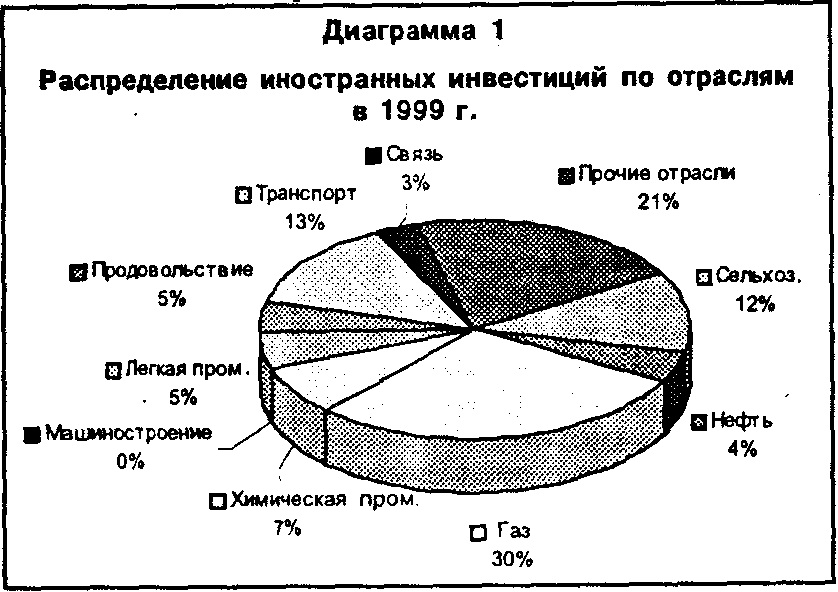 Диаграмма 1
Распределение иностранных инвестиций по отраслям
в 1999 г.
Связь
3%
Прочие отрасли
21%
Транспорт
13%
Продовольствие
5%
Сельхоз.
12%
Легкая пром.
5%
Нефть
4%
Машиностроение
0%
Химическая пром.
7%
Газ
30%